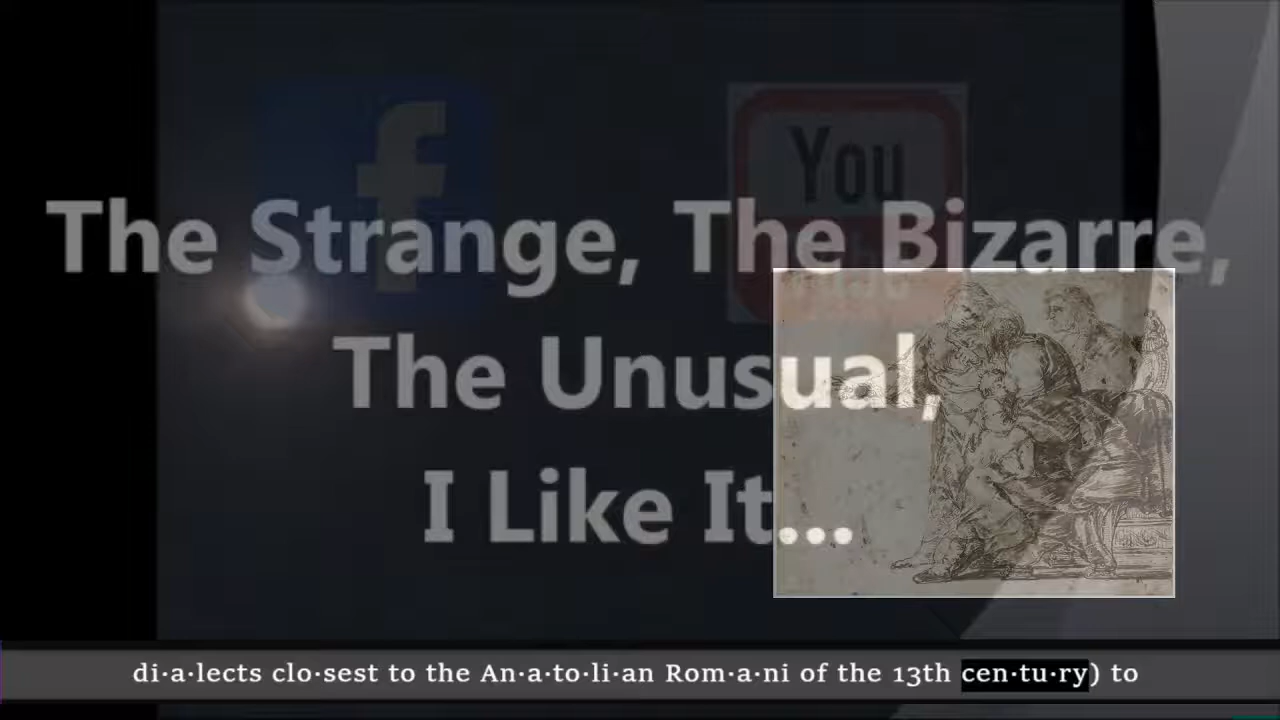 f
You
The Strange, The Bizarre,
The Unusual,
I Like It...
di·a·lects clo·sest to the An·a·to·li·an Rom·a·ni of the 13th cen·tu·ry) to